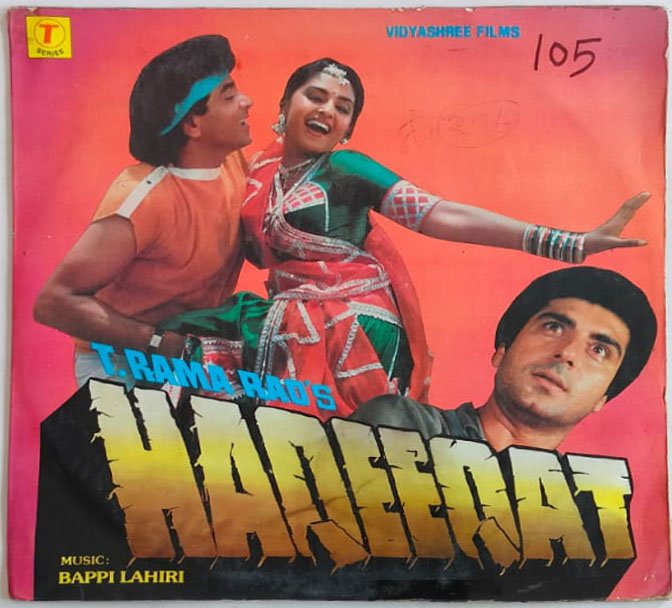 T
SERIES
VIDYASHREE FILMS
105
T. RAMA RAO'S
HAQEEQAT
MUSIC:
BAPPI LAHIRI